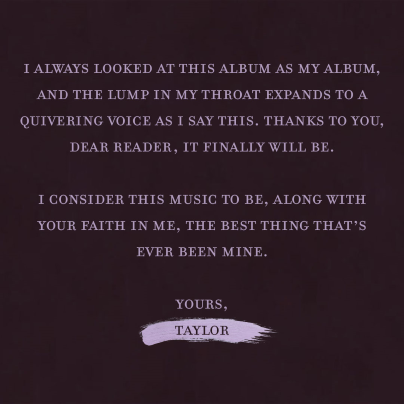 I ALWAYS LOOKED AT THIS ALBUM AS MY ALBUM,
AND THE LUMP IN MY THROAT EXPANDS TO A
QUIVERING VOICE AS I SAY THIS. THANKS TO YOU,
DEAR READER, IT FINALLY WILL BE.
I CONSIDER THIS MUSIC TO BE, ALONG WITH
YOUR FAITH IN ME, THE BEST THING THAT'S
EVER BEEN MINE.
YOURS,
TAYLOR